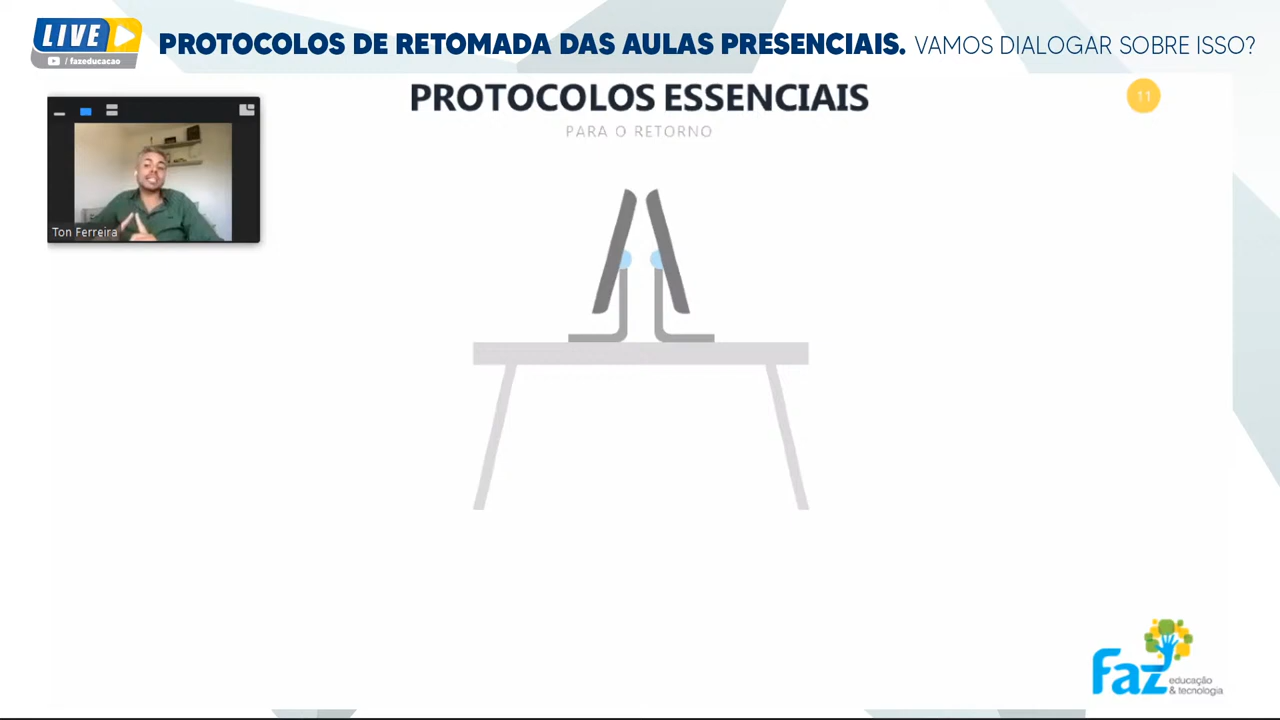 LIVE
/ fazeducacao
PROTOCOLOS DE RETOMADA DAS AULAS PRESENCIAIS. VAMOS DIALOGAR SOBRE ISSO?
PROTOCOLOS ESSENCIAIS
PARA O RETORNO
11
Ton Ferreira
Faz
educação
& tecnologia